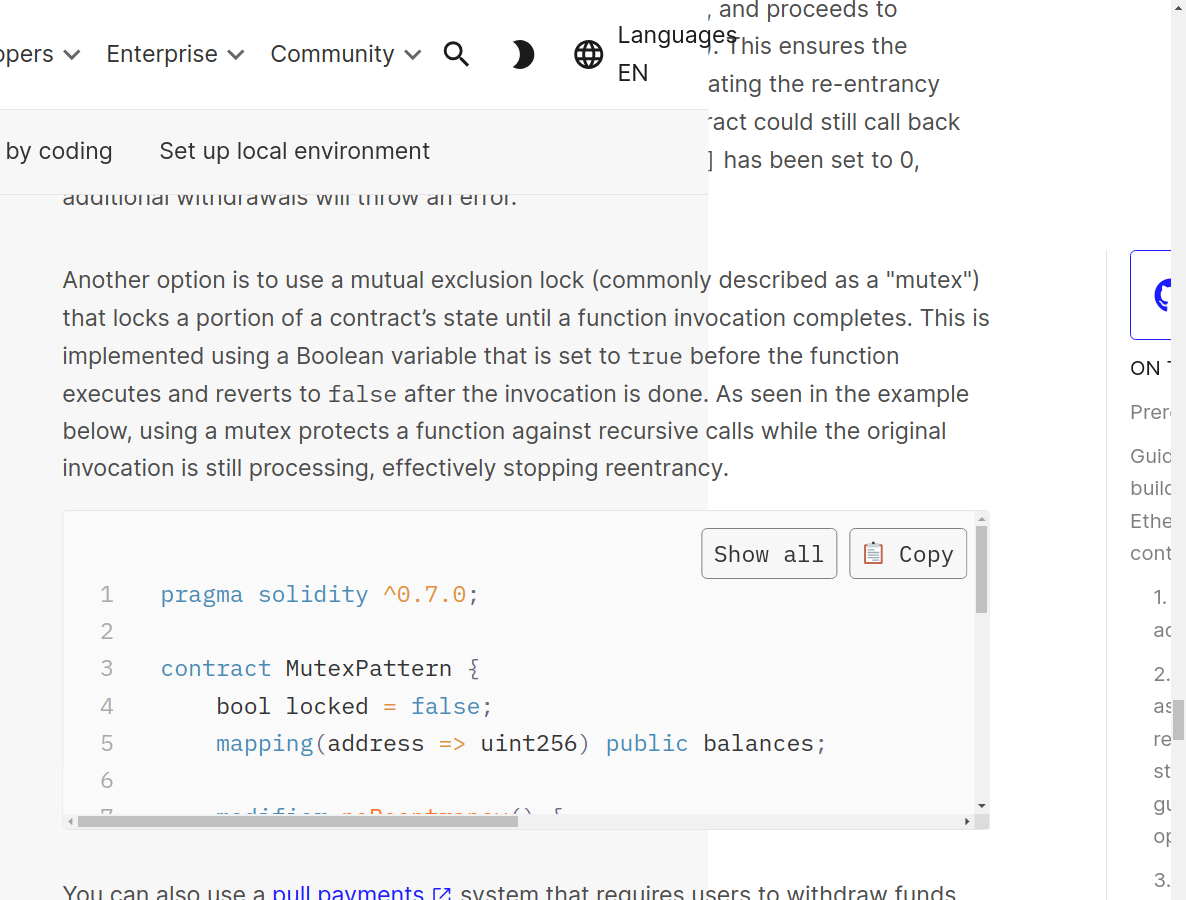 , and proceeds to
Languages
opers Enterprise Community
). This ensures the
EN
ating the re-entrancy
ract could still call back
by coding Set up local environment
] has been set to 0,
additional withdrawals will throw an error.
Another option is to use a mutual exclusion lock (commonly described as a "mutex")
that locks a portion of a contract’s state until a function invocation completes. This is
implemented using a Boolean variable that is set to true before the function
executes and reverts to false after the invocation is done. As seen in the example
below, using a mutex protects a function against recursive calls while the original
invocation is still processing, effectively stopping reentrancy.
Show all Copy
1 pragma solidity ^0.7.0;
2
3 contract MutexPattern {
4 bool locked = false;
5 mapping(address => uint256) public balances;
6
7 modifier noReentrancy() {
You can also use a pull payments system that requires users to withdraw funds
ON
Prer
Guid
build
Ethe
cont
1.
ac
2.
as
re
st
gu
op
3.